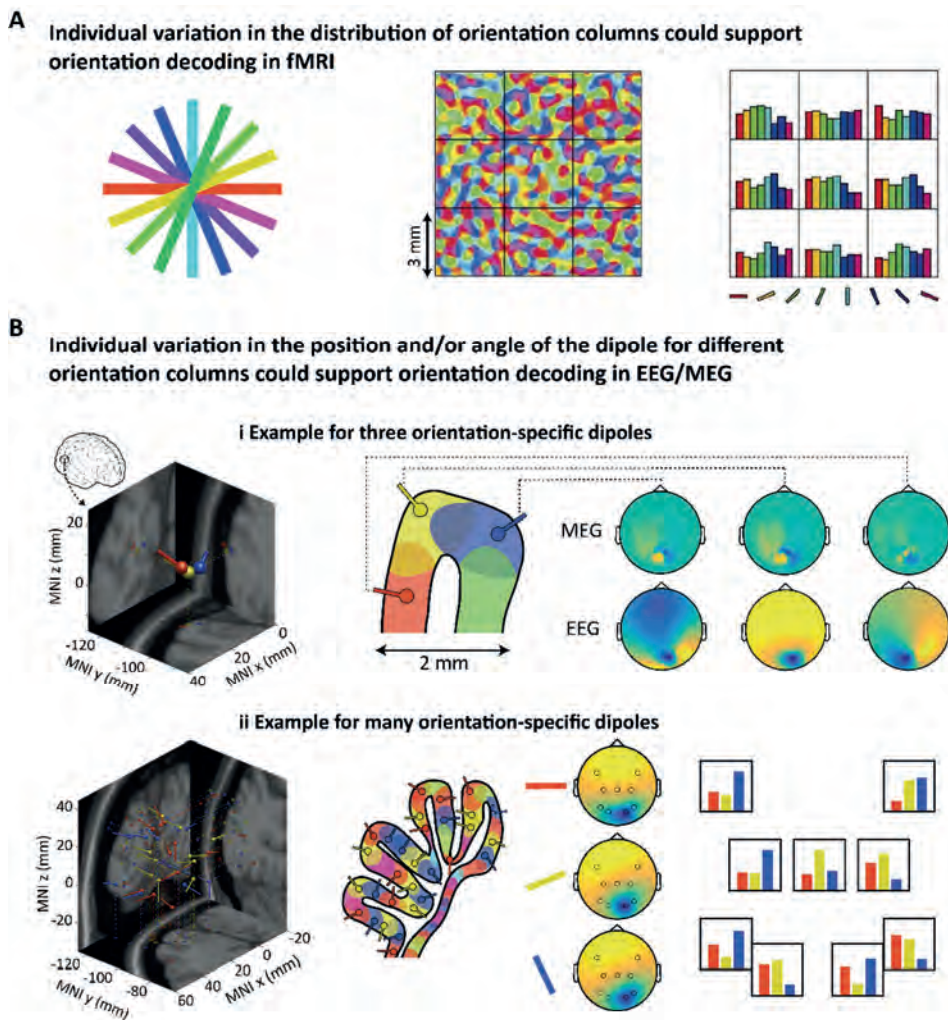 A
Individual variation in the distribution of orientation columns could support
orientation decoding in fMRI
3 mm
B
Individual variation in the position and/or angle of the dipole for different
orientation columns could support orientation decoding in EEG/MEG
i Example for three orientation-specific dipoles
MNI z (mm)
20
0
-120
-100
MNI y (mm)
40
20
0
MNI x (mm)
2 mm
MEG
EEG
ii Example for many orientation-specific dipoles
MNI z (mm)
40
20
0
-20
-120
-100
-80
MNI y (mm)
60
40
20
0
-20
MNI x (mm)